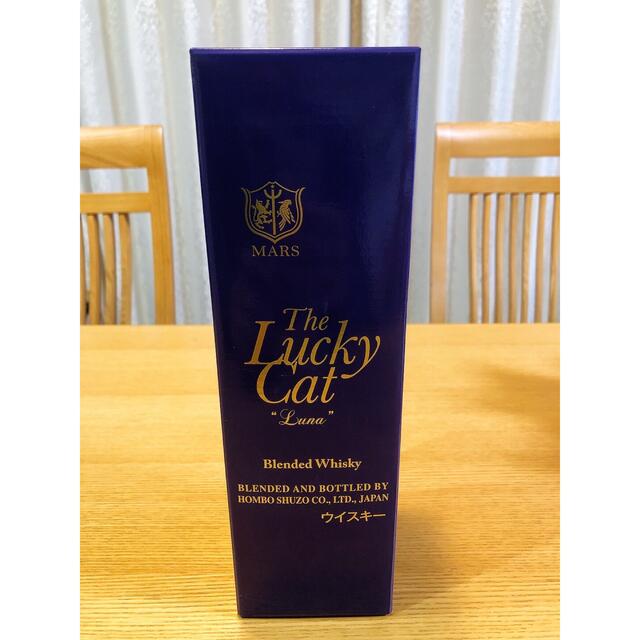 MARS
The
Lucky
Cat
"Luna"
Blended Whisky
BLENDED AND BOTTLED BY
HOMBO SHUZO CO., LTD., JAPAN
ウイスキー